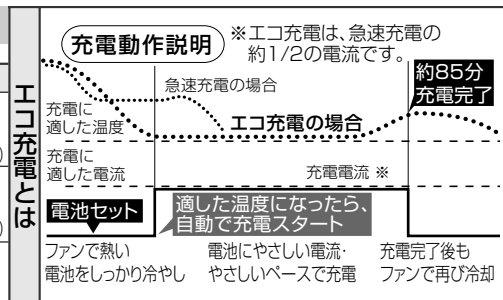 エコ充電とは
充電動作説明
※エコ充電は、急速充電の
約1/2の電流です。
急速充電の場合
約85分
充電完了
充電に
適した温度
エコ充電の場合
充電に
適した電流
充電電流 ※
電池セット
適した温度になったら、
自動で充電スタート
ファンで熱い
電池をしっかり冷やし
電池にやさしい電流・
やさしいペースで充電
充電完了後も
ファンで再び冷却